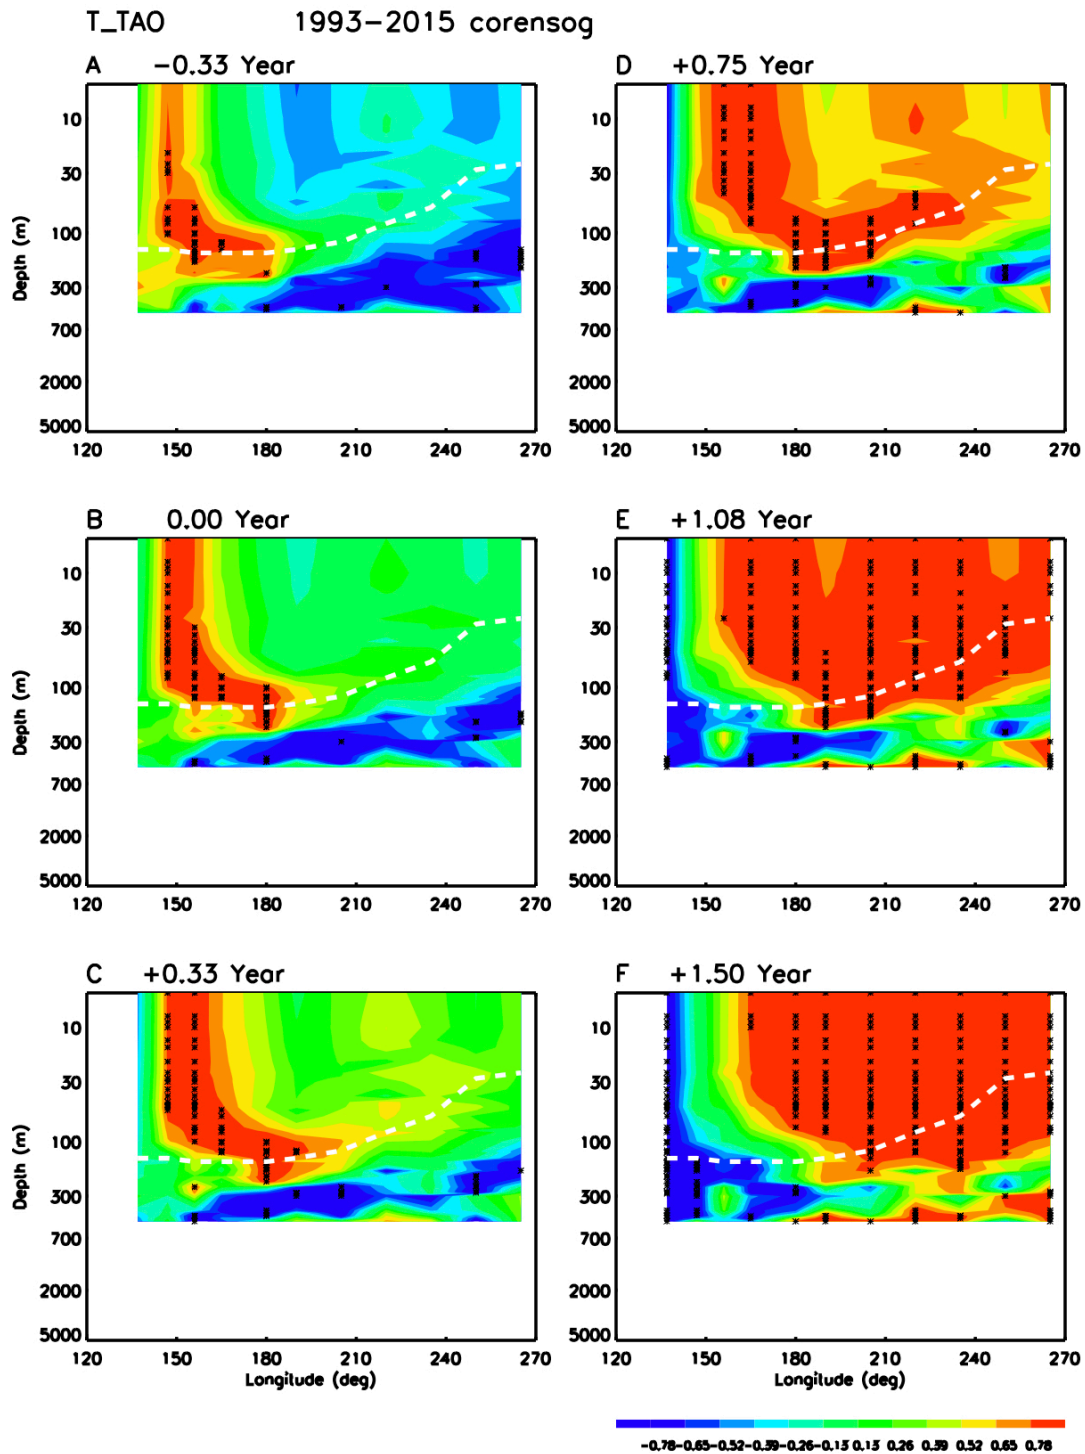 T_TAO 1993-2015 corensog
A -0.33 Year
10
30
100
300
700
2000
5000
Depth (m)
120 150 180 210 240 270
D +0.75 Year
10
30
100
300
700
2000
5000
120 150 180 210 240 270
B 0.00 Year
10
30
100
300
700
2000
5000
Depth (m)
120 150 180 210 240 270
E +1.08 Year
10
30
100
300
700
2000
5000
120 150 180 210 240 270
C +0.33 Year
10
30
100
300
700
2000
5000
Depth (m)
120 150 180 210 240 270
Longitude (deg)
F +1.50 Year
10
30
100
300
700
2000
5000
120 150 180 210 240 270
Longitude (deg)
-0.78-0.65-0.52-0.39-0.26-0.13 0.13 0.26 0.39 0.52 0.65 0.78